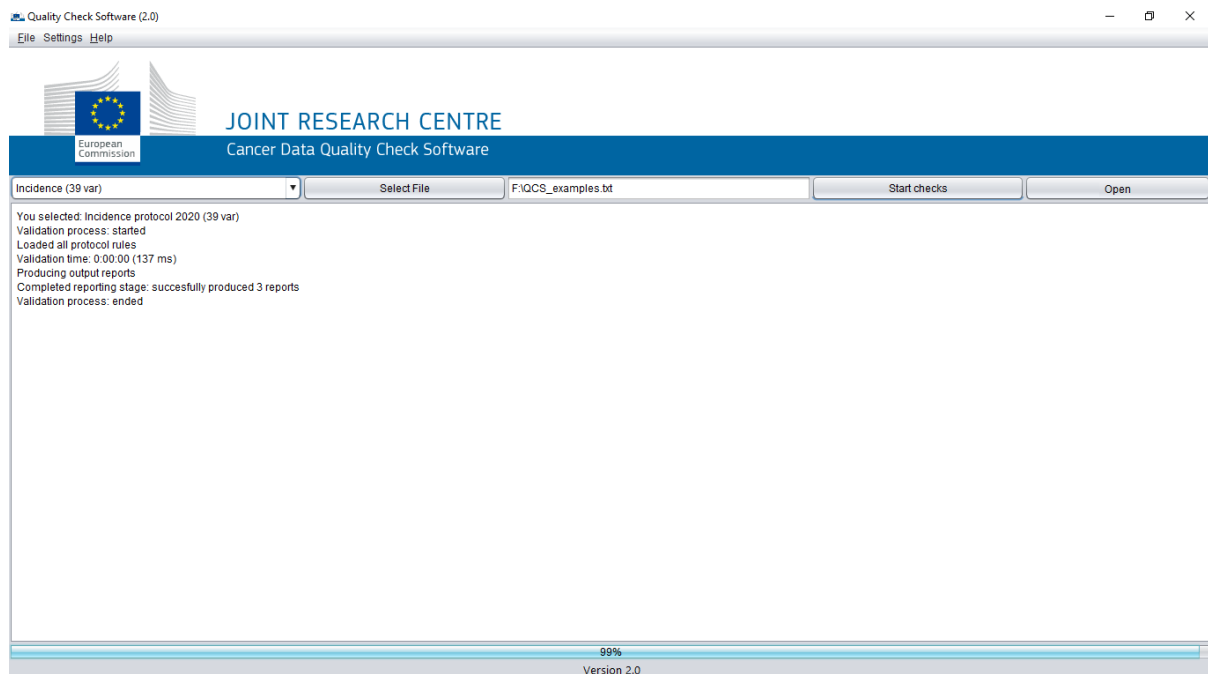 Quality Check Software (2.0)
File Settings Help
JOINT RESEARCH CENTRE
European
Commission
Cancer Data Quality Check Software
Incidence (39 var) Select File F:\QCS_examples.txt Start checks Open
You selected: Incidence protocol 2020 (39 var)
Validation process: started
Loaded all protocol rules
Validation time: 0:00:00 (137 ms)
Producing output reports
Completed reporting stage: succesfully produced 3 reports
Validation process: ended
99%
Version 2.0